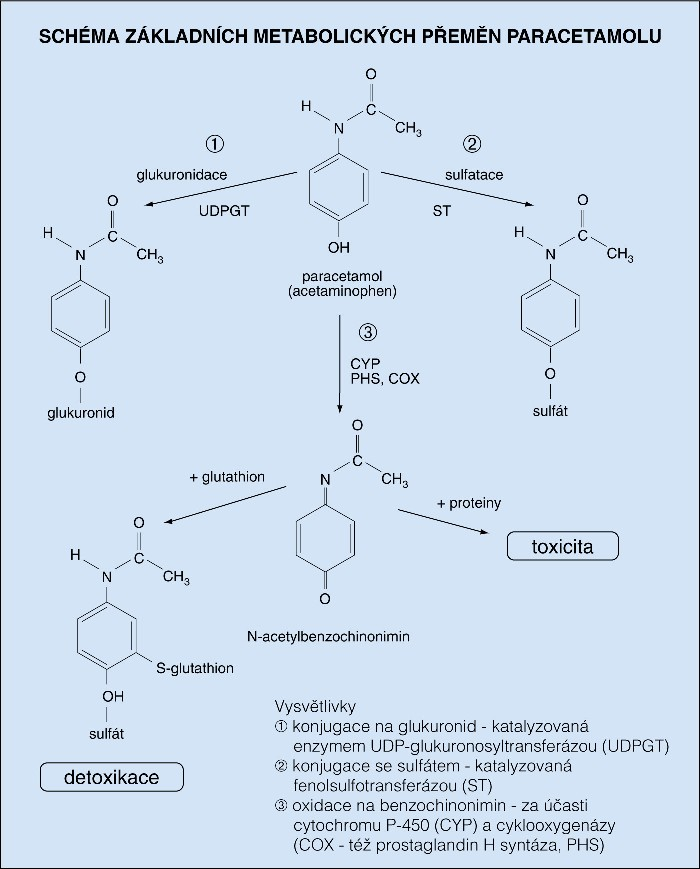 SCHÉMA ZÁKLADNÍCH METABOLICKÝCH PŘEMĚN PARACETAMOLU
O
H
N
C
CH3
OH
paracetamol
(acetaminophen)
①
glukuronidace
UDPGT
②
sulfatace
ST
O
H
N
C
CH3
O
glukuronid
O
H
N
C
CH3
O
sulfát
③
CYP
PHS, COX
O
C
N
CH3
O
N-acetylbenzochinonimin
+ glutathion
+ proteiny
toxicita
O
H
N
C
CH3
S-glutathion
OH
sulfát
detoxikace
Vysvětlivky
① konjugace na glukuronid - katalyzovaná
enzymem UDP-glukuronosyltransferázou (UDPGT)
② konjugace se sulfátem - katalyzovaná
fenolsulfotransferázou (ST)
③ oxidace na benzochinonimin - za účasti
cytochromu P-450 (CYP) a cyklooxygenázy
(COX - též prostaglandin H syntáza, PHS)